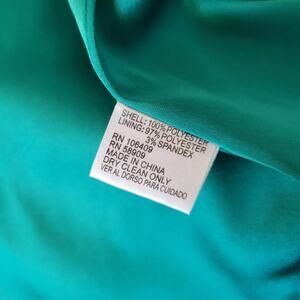 SHELL: 100% POLYESTER
LINING: 97% POLYESTER
3% SPANDEX
RN 106409
RN 58909
MADE IN CHINA
DRY CLEAN ONLY
VER AL DORSO PARA CUIDADO